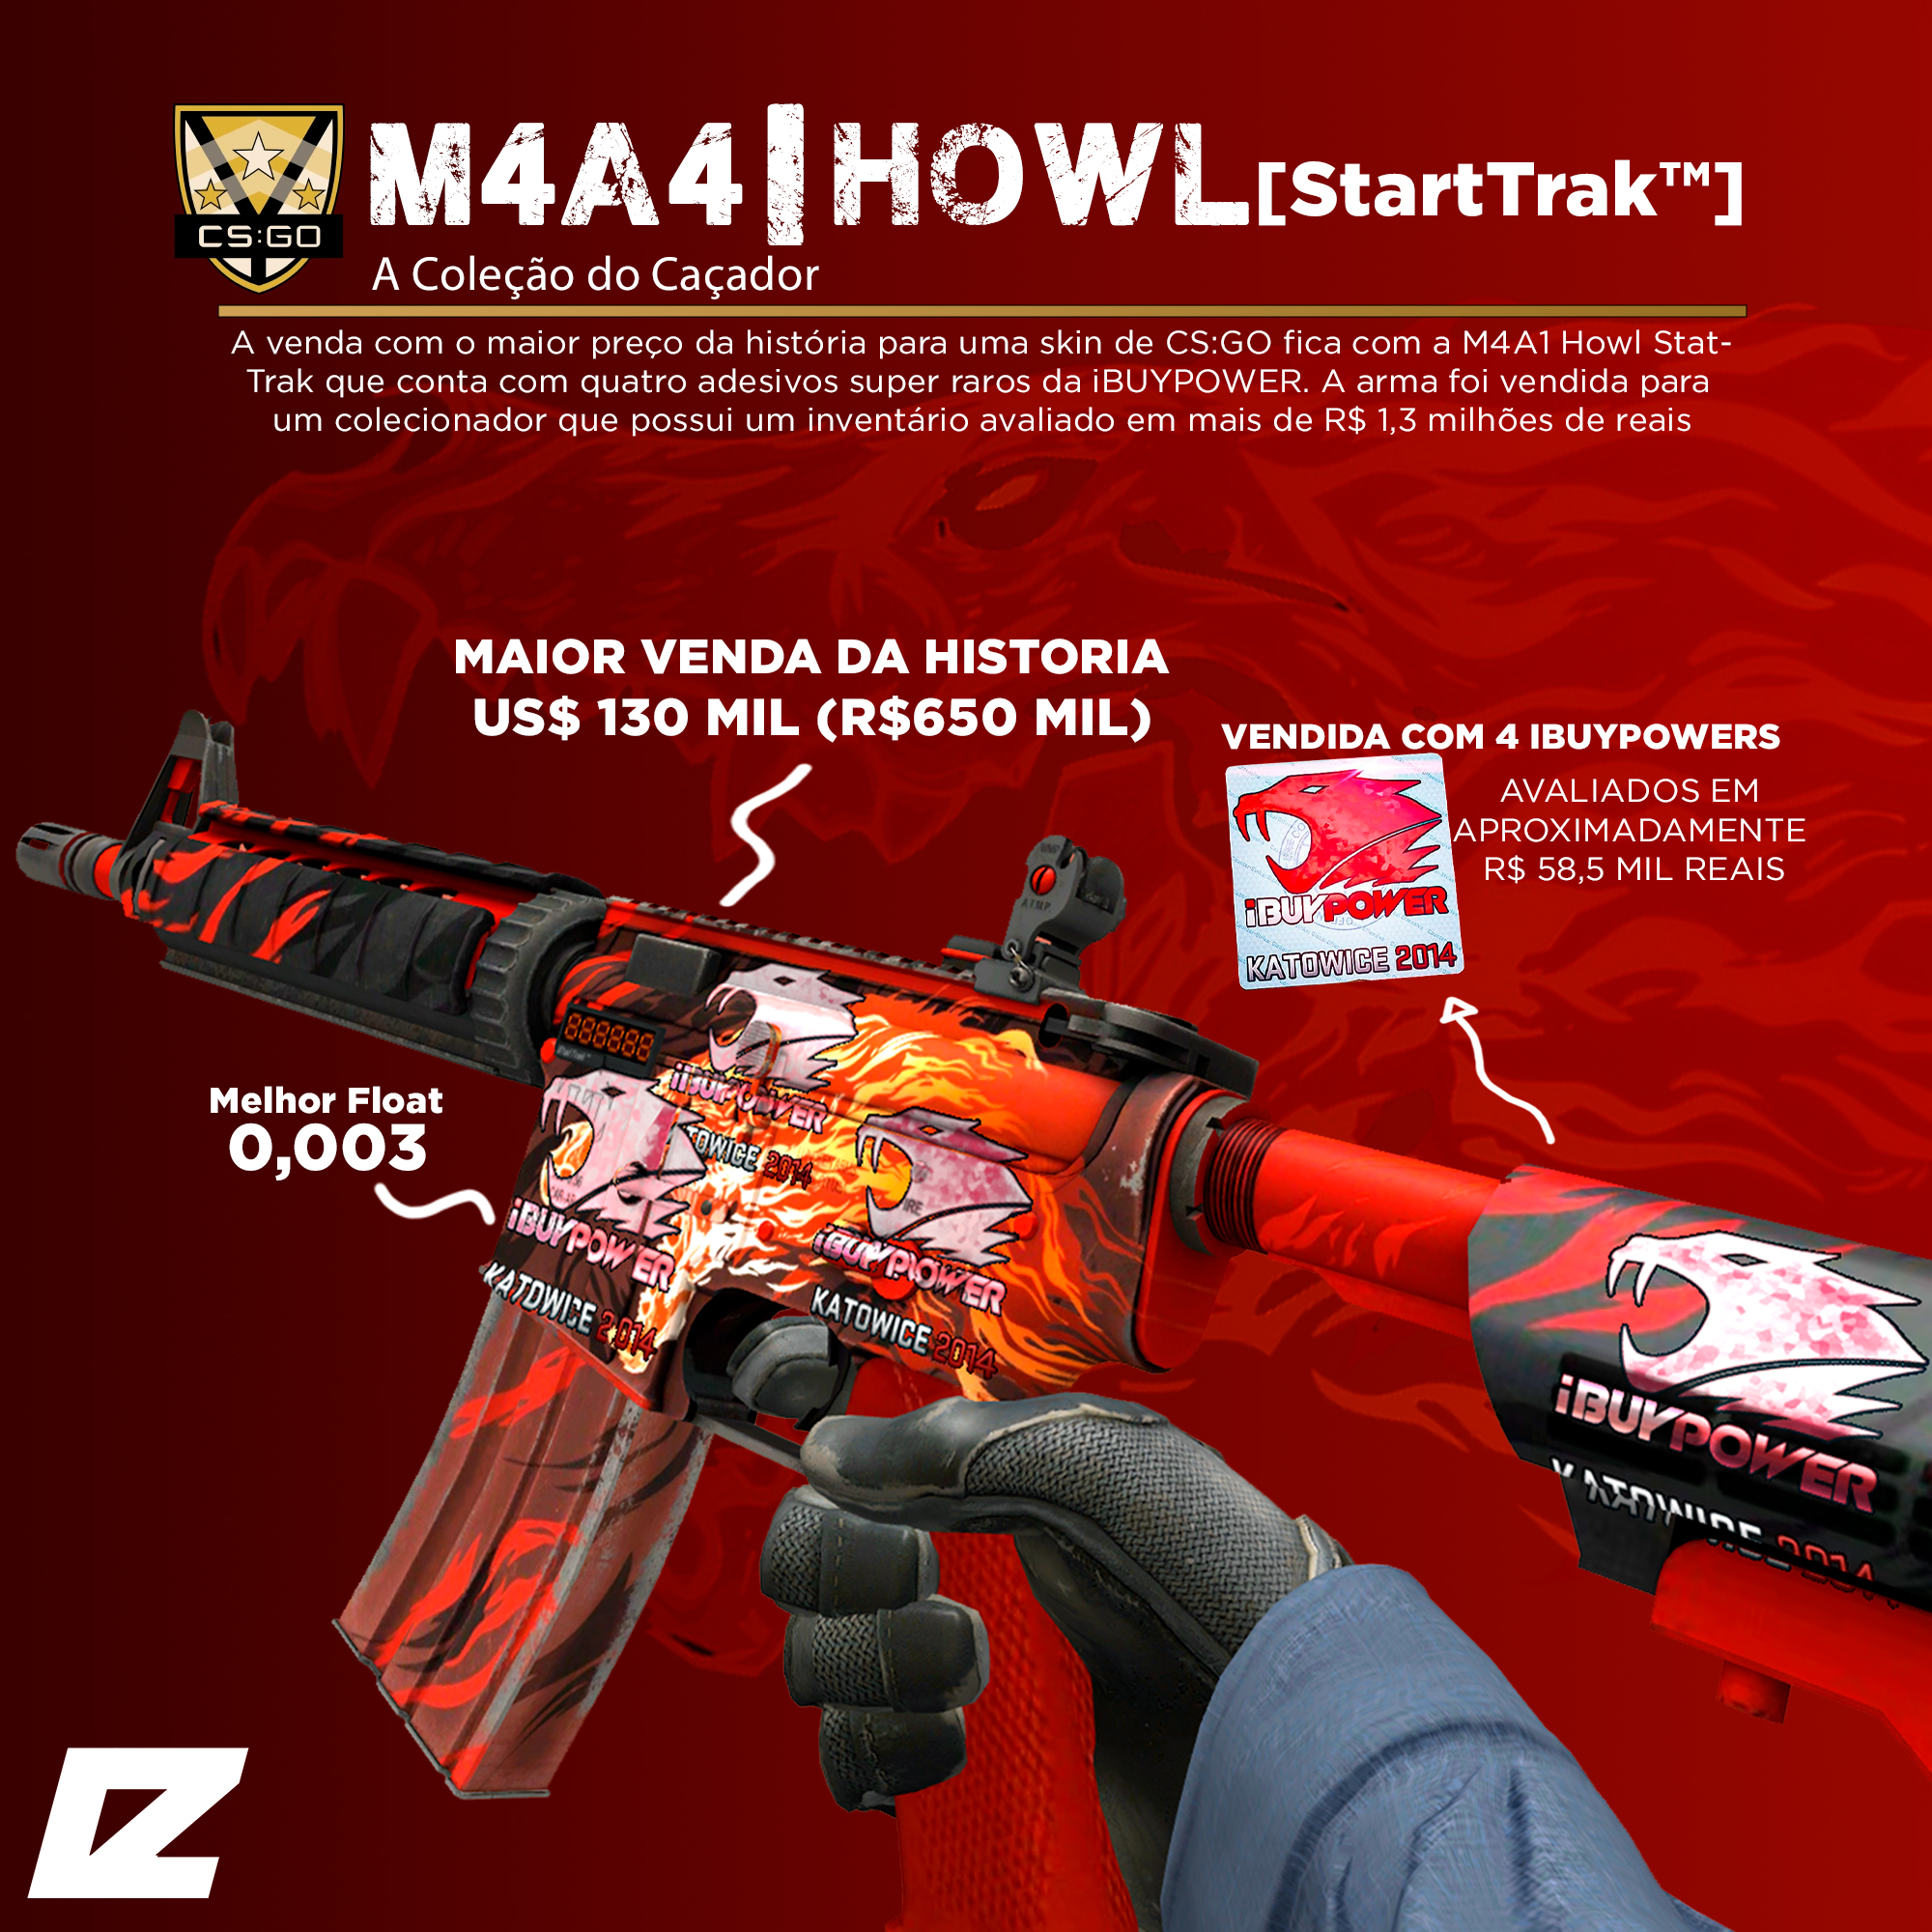 M4A4|HOWL[StartTrak™]
CS:GO
A Coleção do Caçador
A venda com o maior preço da história para uma skin de CS:GO fica com a M4A1 Howl Stat-
Trak que conta com quatro adesivos super raros da iBUYPOWER. A arma foi vendida para
um colecionador que possui um inventário avaliado em mais de R$ 1,3 milhões de reais
MAIOR VENDA DA HISTORIA
US$ 130 MIL (R$650 MIL)
VENDIDA COM 4 IBUYPOWERS
AVALIADOS EM
APROXIMADAMENTE
R$ 58,5 MIL REAIS
iBUYPOWER
KATOWICE 2014
Melhor Float
0,003
888888
iBUYPOWER
KATOWICE 2014
iBUYPOWER
KATOWICE 2014
iBUYPOWER
KATOWICE 2014
iBUYPOWER
KATOWICE 2014